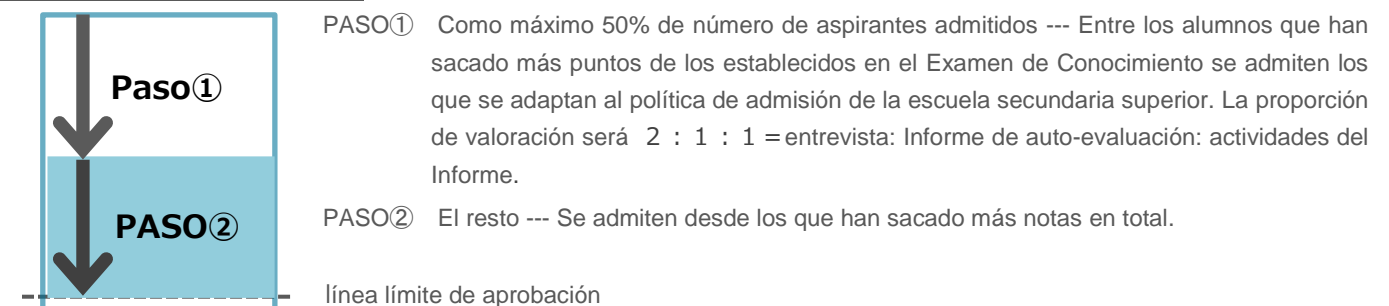 PASO① Como máximo 50% de número de aspirantes admitidos --- Entre los alumnos que han
sacado más puntos de los establecidos en el Examen de Conocimiento se admiten los
que se adaptan al política de admisión de la escuela secundaria superior. La proporción
de valoración será 2 : 1 : 1 = entrevista: Informe de auto-evaluación: actividades del
Informe.
PASO② El resto --- Se admiten desde los que han sacado más notas en total.
línea límite de aprobación
Paso①
PASO②